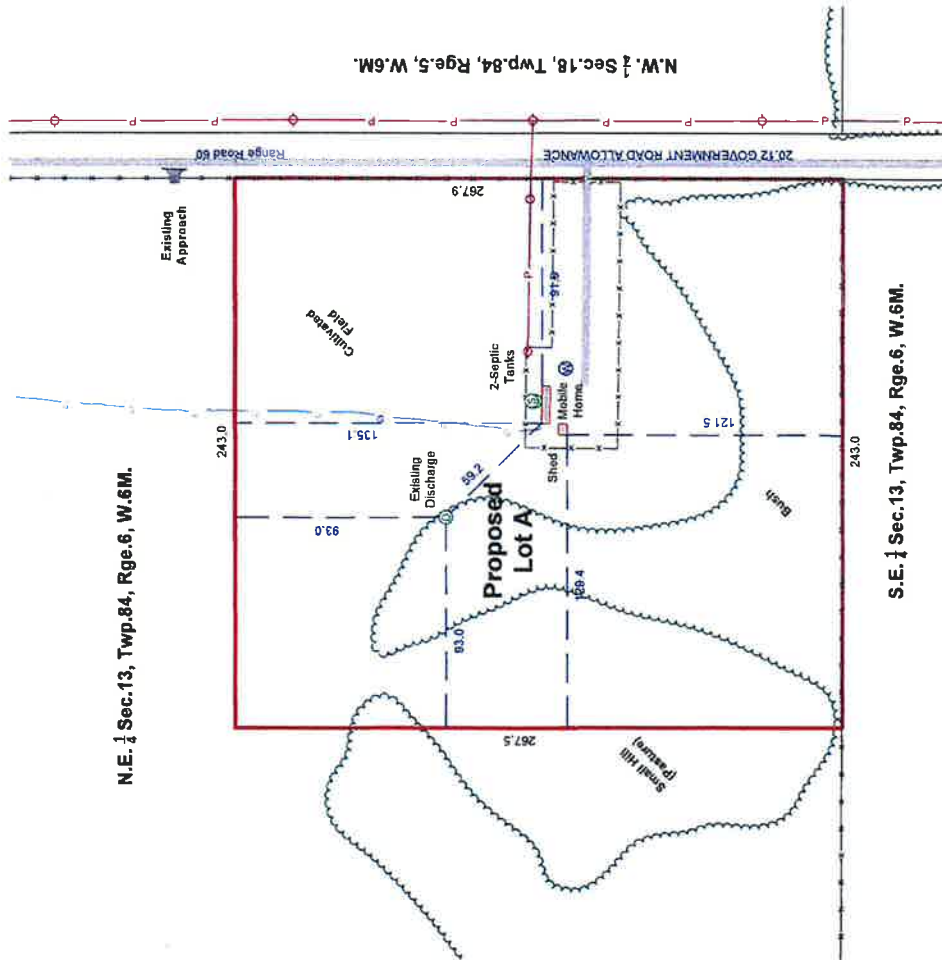 N.W. 1/4 Sec.18, Twp.84, Rge.5, W.6M.
P
P
P
P
P
P
P
Range Road 60
20.12 GOVERNMENT ROAD ALLOWANCE
Existing
Approach
267.9
Cultivated
Field
P
91.6
2-Septic
Tanks
S
W
Mobile
Home
Shed
243.0
135.1
121.5
243.0
59.2
Existing
Discharge
D
93.0
Proposed
Lot A
93.0
129.4
Bush
267.5
Small Hill
(Pasture)
N.E. 1/4 Sec.13, Twp.84, Rge.6, W.6M.
S.E. 1/4 Sec.13, Twp.84, Rge.6, W.6M.